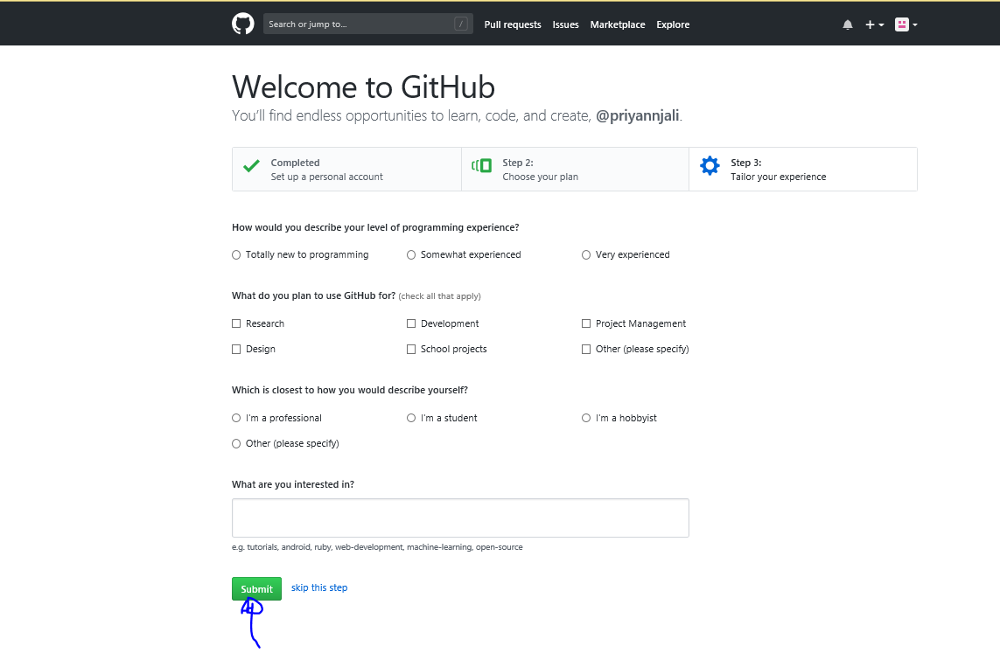 Search or jump to... / Pull requests Issues Marketplace Explore
Welcome to GitHub
You'll find endless opportunities to learn, code, and create, @priyannjali.
Completed
Set up a personal account
Step 2:
Choose your plan
Step 3:
Tailor your experience
How would you describe your level of programming experience?
Totally new to programming Somewhat experienced Very experienced
What do you plan to use GitHub for? (check all that apply)
Research Development Project Management
Design School projects Other (please specify)
Which is closest to how you would describe yourself?
I'm a professional I'm a student I'm a hobbyist
Other (please specify)
What are you interested in?
e.g. tutorials, android, ruby, web-development, machine-learning, open-source
Submit skip this step